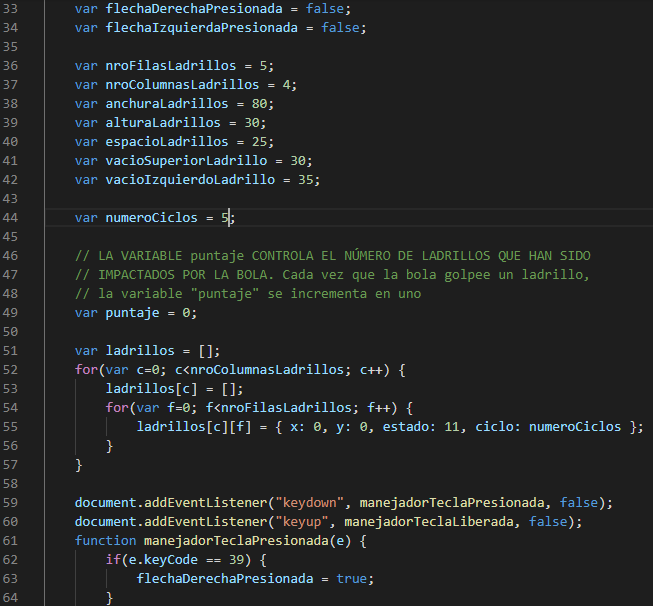 33 var flechaDerechaPresionada = false;
34 var flechaIzquierdaPresionada = false;
35
36 var nroFilasLadrillos = 5;
37 var nroColumnasLadrillos = 4;
38 var anchuraLadrillos = 80;
39 var alturaLadrillos = 30;
40 var espacioLadrillos = 25;
41 var vacioSuperiorLadrillo = 30;
42 var vacioIzquierdoLadrillo = 35;
43
44 var numeroCiclos = 5;
45
46 // LA VARIABLE puntaje CONTROLA EL NÚMERO DE LADRILLOS QUE HAN SIDO
47 // IMPACTADOS POR LA BOLA. Cada vez que la bola golpee un ladrillo,
48 // la variable "puntaje" se incrementa en uno
49 var puntaje = 0;
50
51 var ladrillos = [];
52 for(var c=0; c<nroColumnasLadrillos; c++) {
53 ladrillos[c] = [];
54 for(var f=0; f<nroFilasLadrillos; f++) {
55 ladrillos[c][f] = { x: 0, y: 0, estado: 11, ciclo: numeroCiclos };
56 }
57 }
58
59 document.addEventListener("keydown", manejadorTeclaPresionada, false);
60 document.addEventListener("keyup", manejadorTeclaLiberada, false);
61 function manejadorTeclaPresionada(e) {
62 if(e.keyCode == 39) {
63 flechaDerechaPresionada = true;
64 }